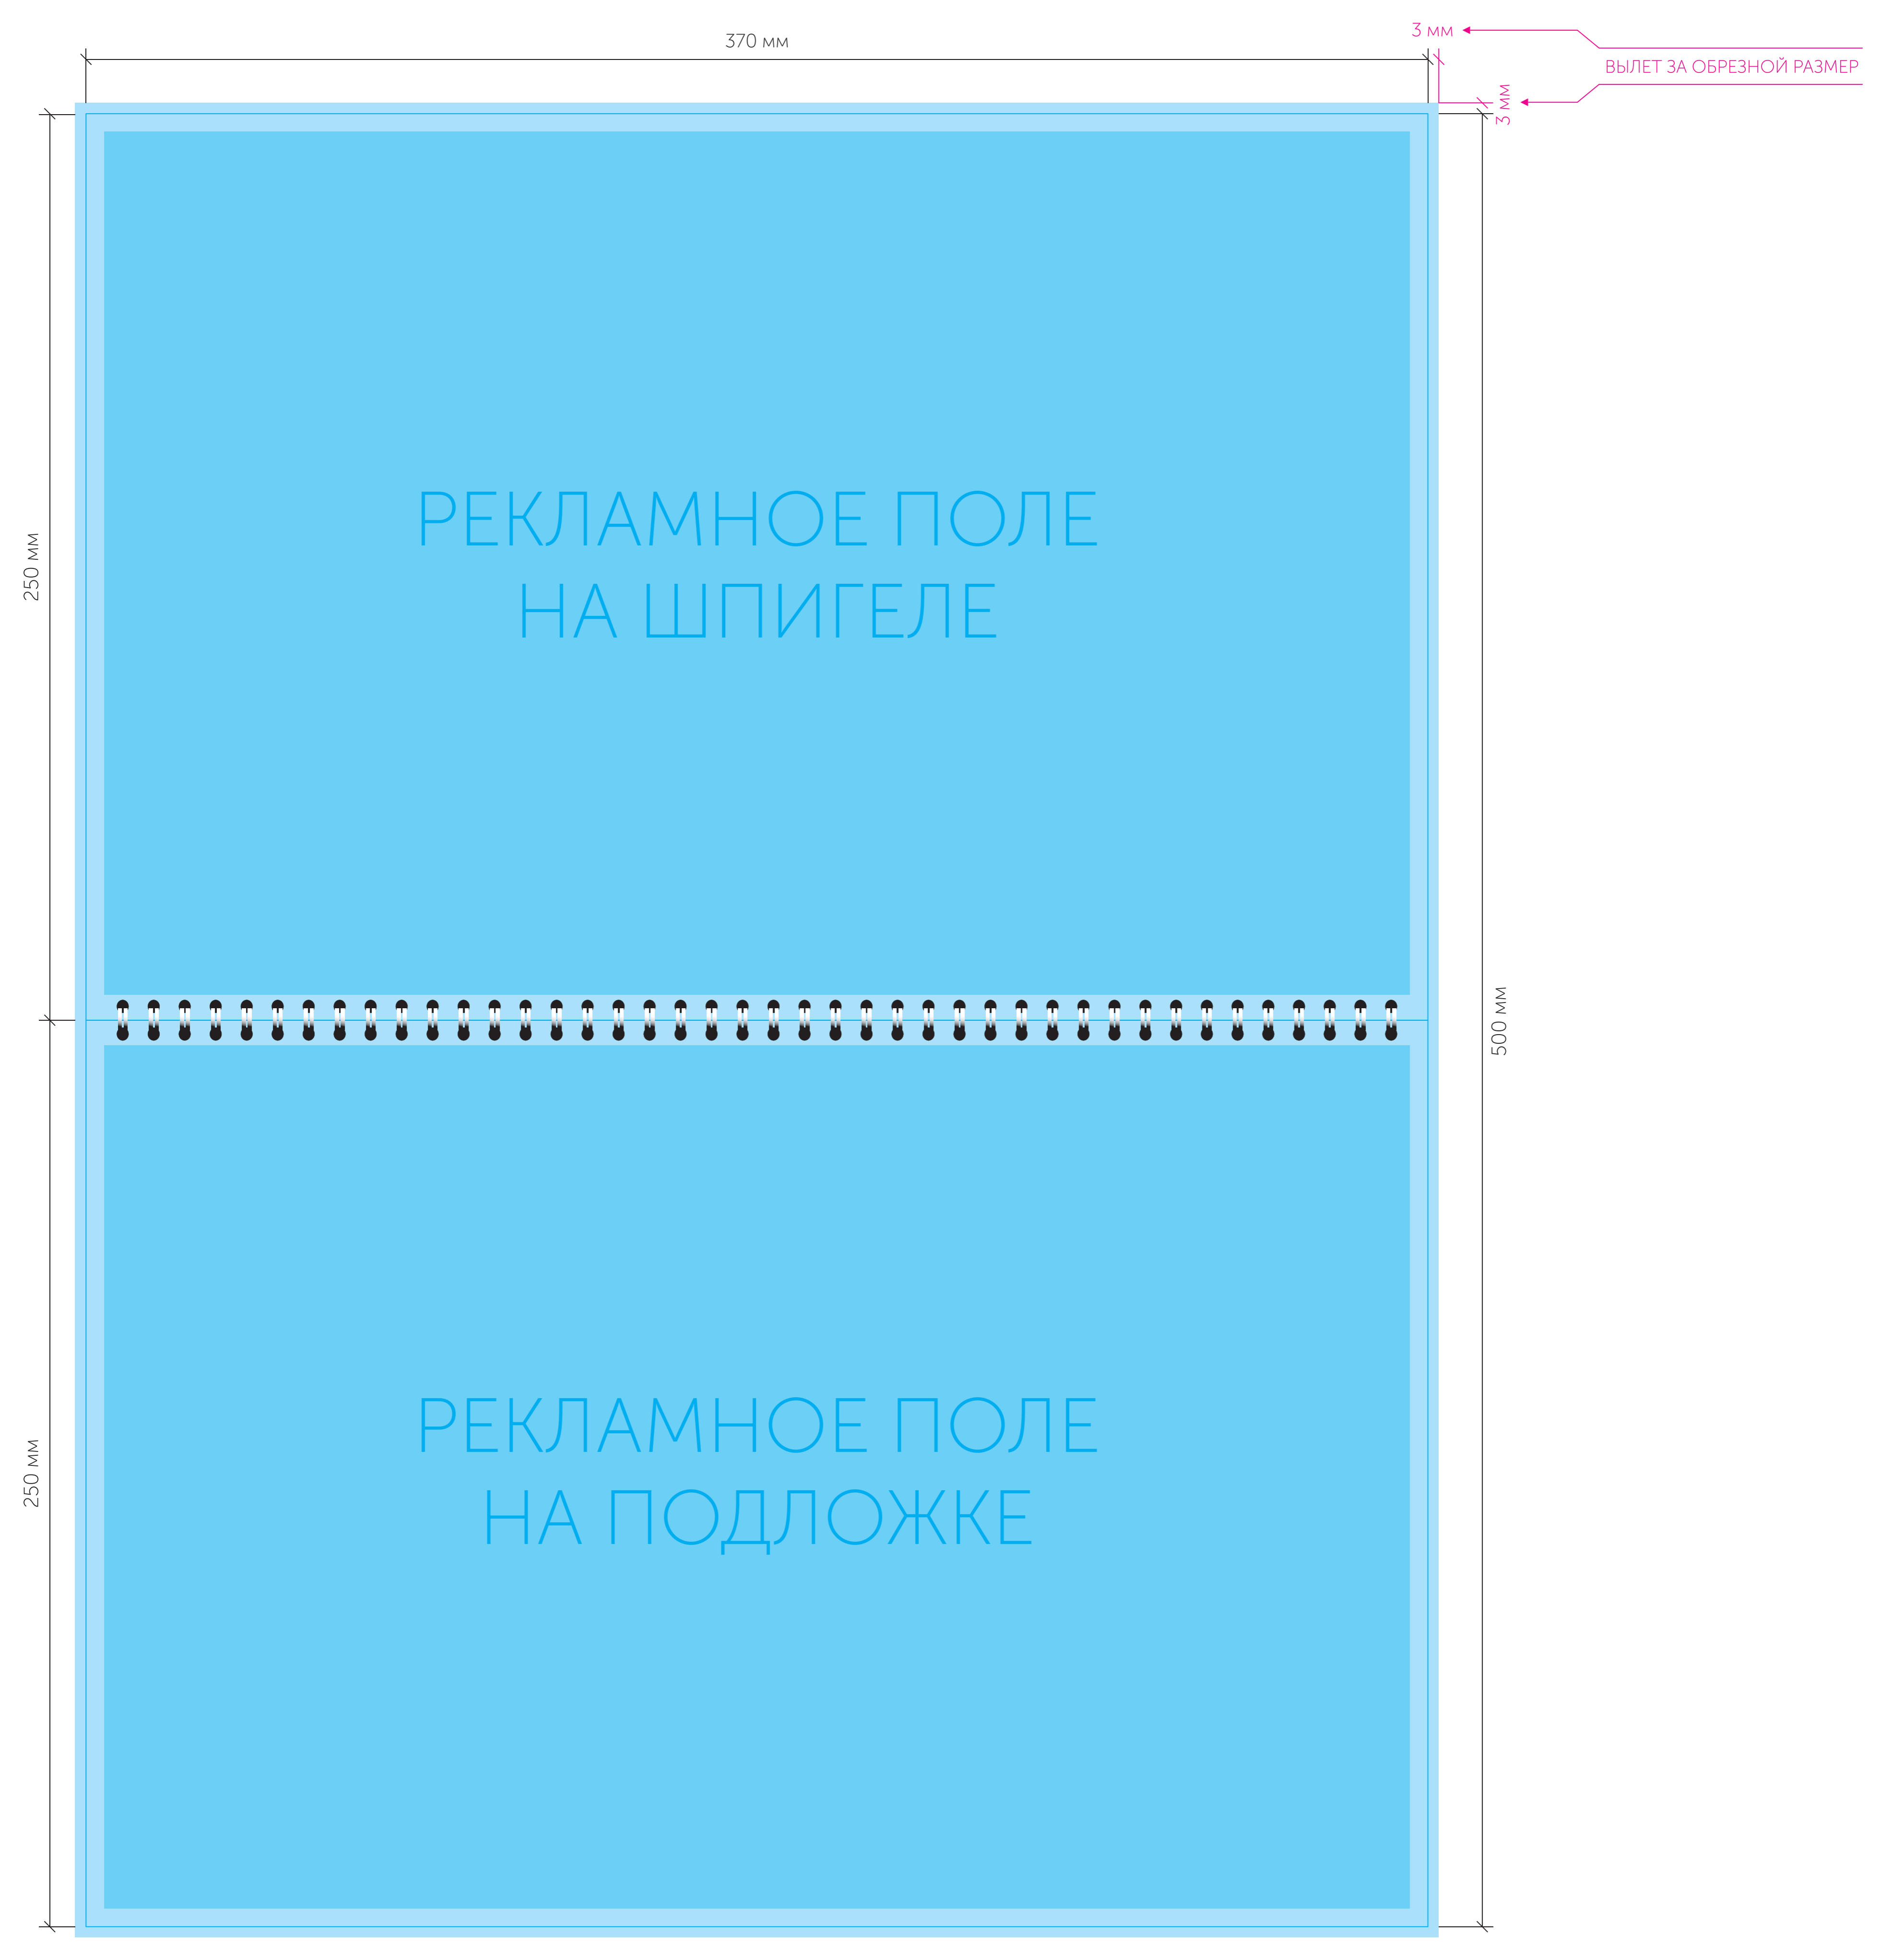 3 мм
370 мм
ВЫЛЕТ ЗА ОБРЕЗНОЙ РАЗМЕР
3 мм
РЕКЛАМНОЕ ПОЛЕ
НА ШПИГЕЛЕ
250 мм
500 мм
РЕКЛАМНОЕ ПОЛЕ
НА ПОДЛОЖКЕ
250 мм